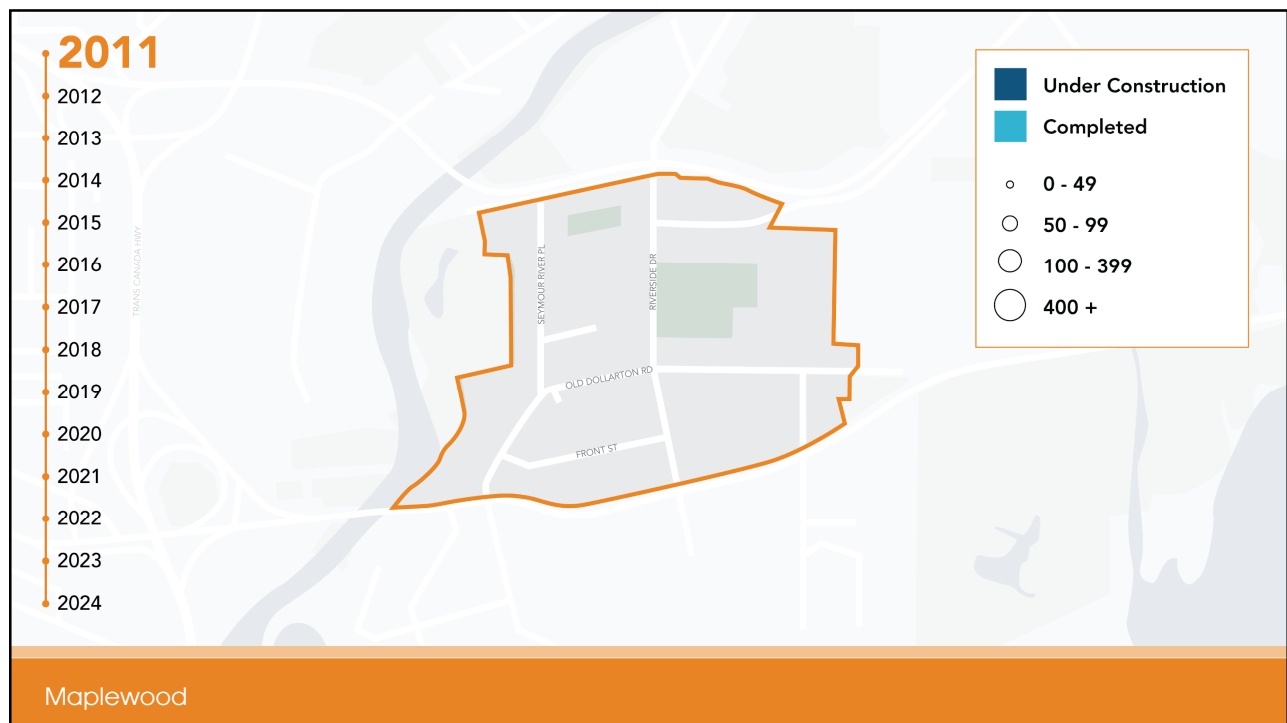 2011
2012
2013
2014
2015
2016
2017
2018
2019
2020
2021
2022
2023
2024
TRANS CANADA HWY
SEYMOUR RIVER PL
RIVERSIDE DR
OLD DOLLARTON RD
FRONT ST
Under Construction
Completed
0 - 49
50 - 99
100 - 399
400 +
Maplewood